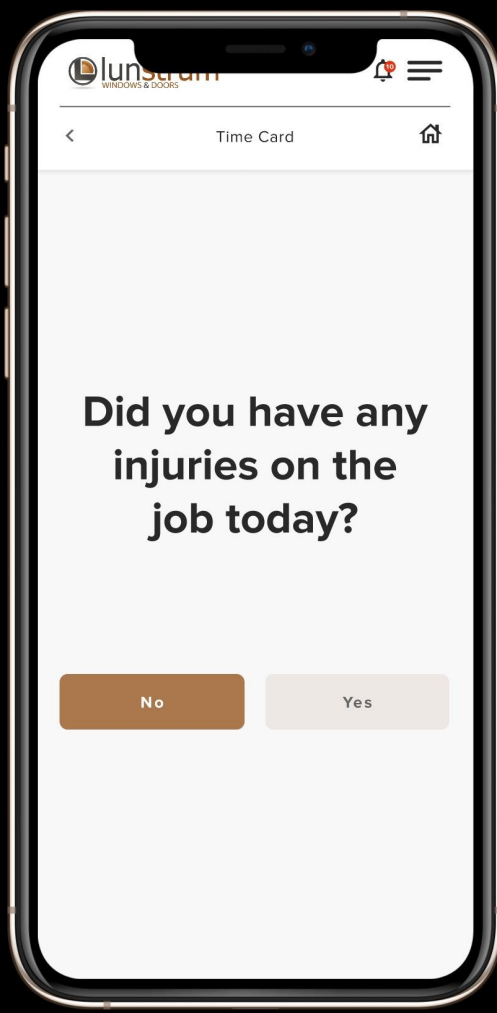 lunstrum
WINDOWS & DOORS
10
Time Card
Did you have any
injuries on the
job today?
No
Yes